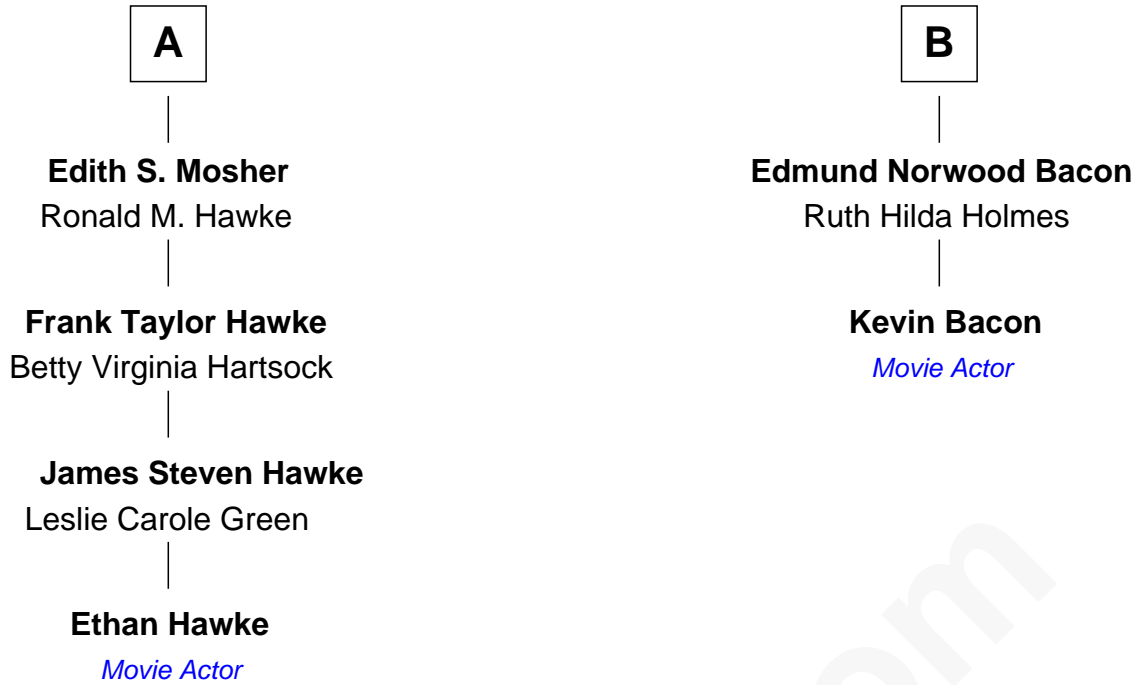 A
Edith S. Mosher
Ronald M. Hawke
Frank Taylor Hawke
Betty Virginia Hartsock
James Steven Hawke
Leslie Carole Green
Ethan Hawke
Movie Actor
B
Edmund Norwood Bacon
Ruth Hilda Holmes
Kevin Bacon
Movie Actor
om